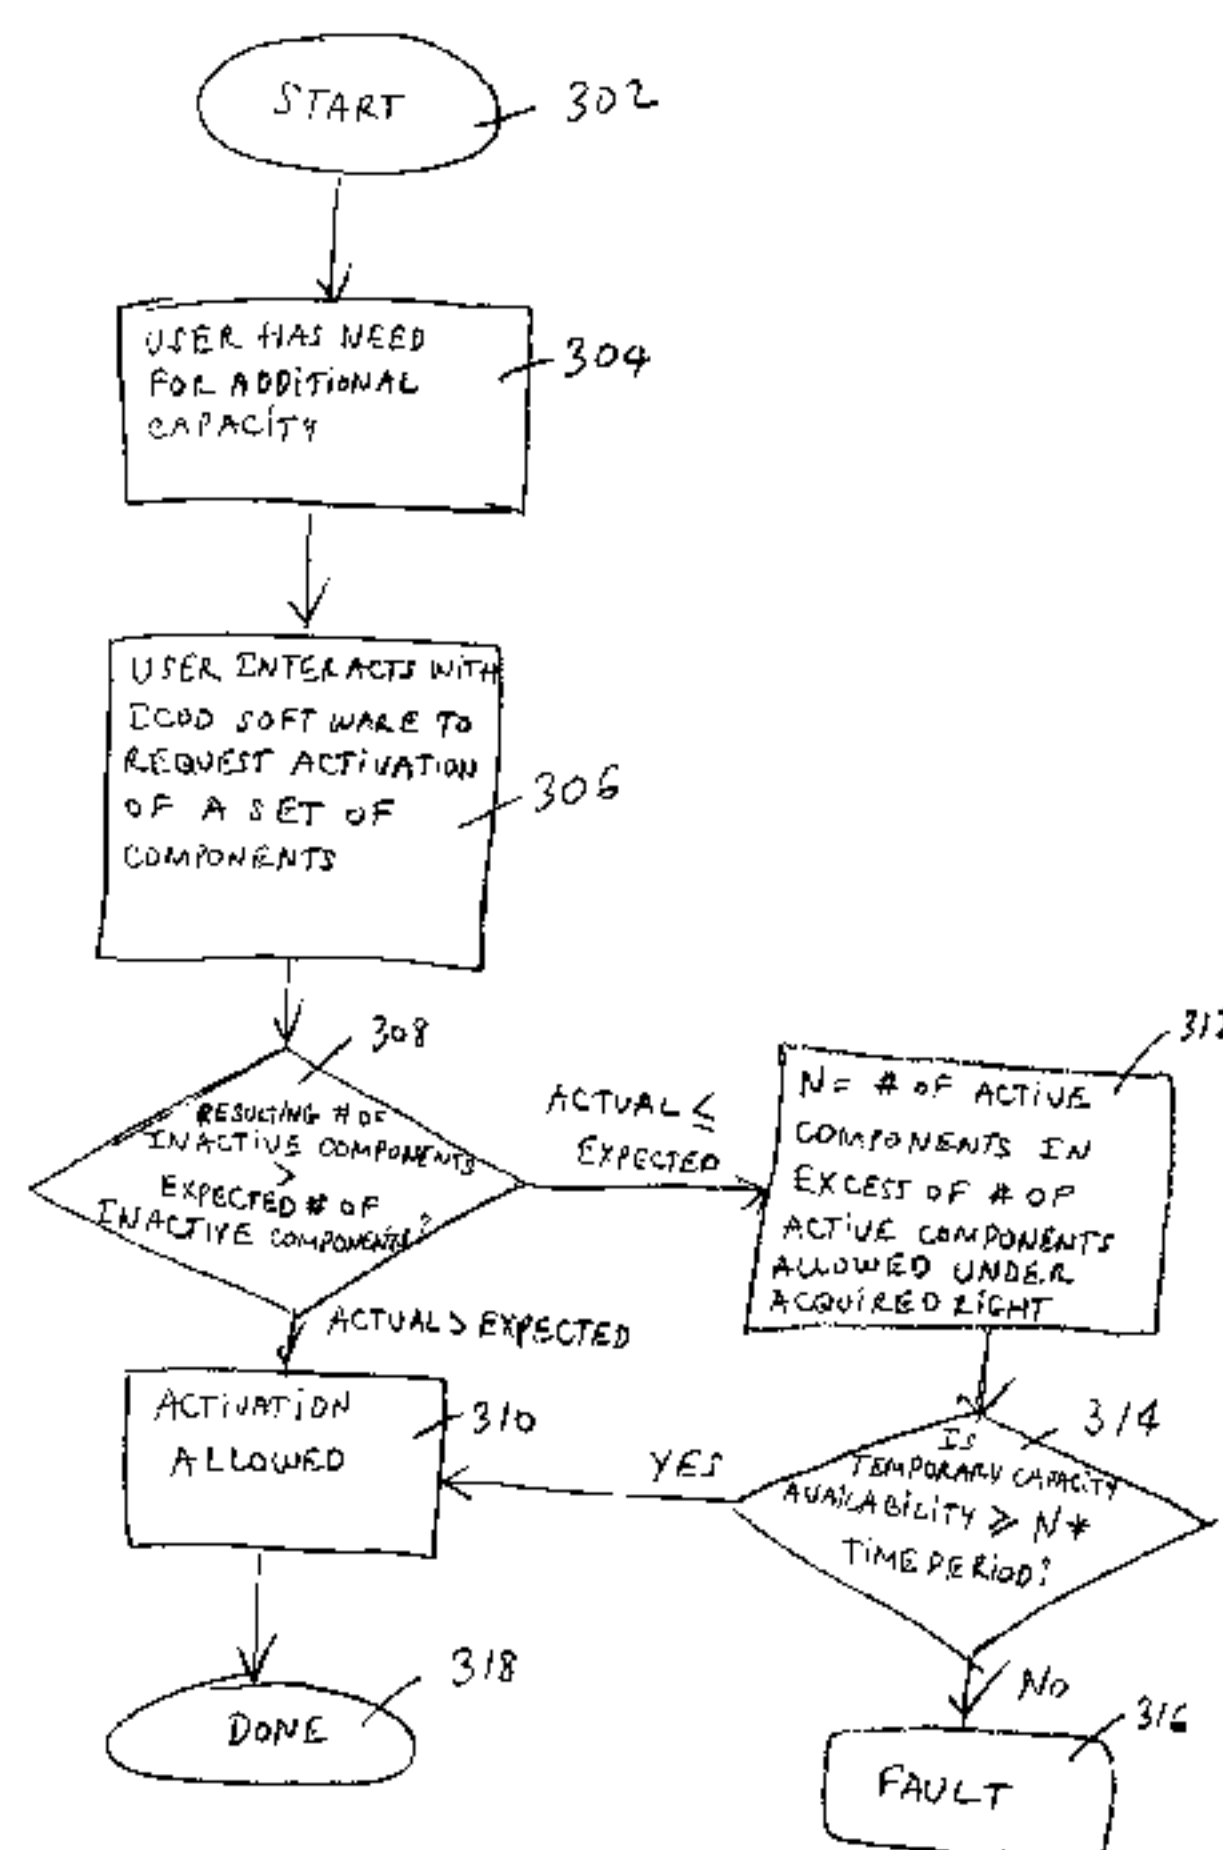 START
302
USER HAS NEED
FOR ADDITIONAL
CAPACITY
304
USER INTERACTS WITH
ICOD SOFTWARE TO
REQUEST ACTIVATION
OF A SET OF
COMPONENTS
306
308
RESULTING # OF
INACTIVE COMPONENTS
>
EXPECTED # OF
INACTIVE COMPONENTS?
ACTUAL ≤
EXPECTED
312
N = # OF ACTIVE
COMPONENTS IN
EXCESS OF # OF
ACTIVE COMPONENTS
ALLOWED UNDER
ACQUIRED RIGHT
ACTUAL > EXPECTED
ACTIVATION
ALLOWED
310
YES
314
IS
TEMPORARY CAPACITY
AVAILABILITY ≥ N*
TIME PERIOD?
NO
DONE
318
FAULT
316